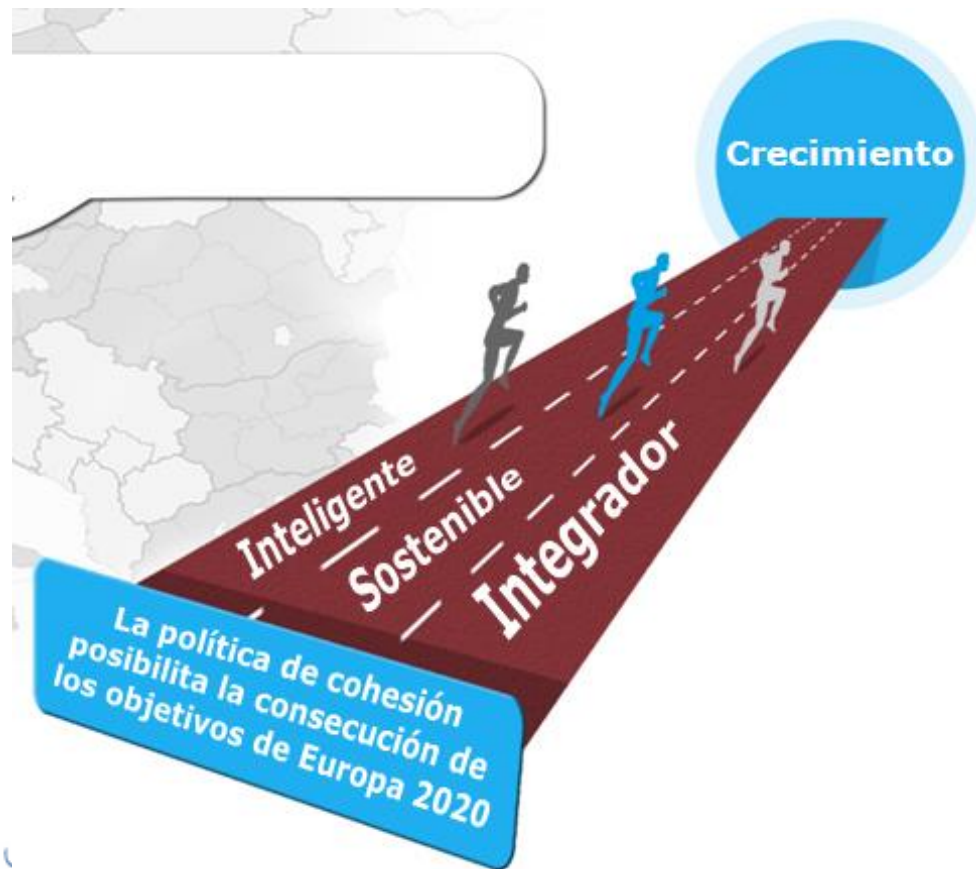 Crecimiento
Inteligente
Sostenible
Integrador
La política de cohesión
posibilita la consecución de
los objetivos de Europa 2020